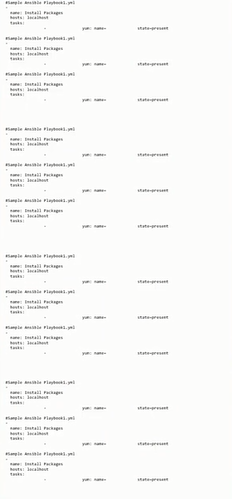 #Sample Ansible Playbook1.yml
-
name: Install Packages
hosts: localhost
tasks:
- yum: name= state=present
#Sample Ansible Playbook1.yml
-
name: Install Packages
hosts: localhost
tasks:
- yum: name= state=present
#Sample Ansible Playbook1.yml
-
name: Install Packages
hosts: localhost
tasks:
- yum: name= state=present
#Sample Ansible Playbook1.yml
-
name: Install Packages
hosts: localhost
tasks:
- yum: name= state=present
#Sample Ansible Playbook1.yml
-
name: Install Packages
hosts: localhost
tasks:
- yum: name= state=present
#Sample Ansible Playbook1.yml
-
name: Install Packages
hosts: localhost
tasks:
- yum: name= state=present
#Sample Ansible Playbook1.yml
-
name: Install Packages
hosts: localhost
tasks:
- yum: name= state=present
#Sample Ansible Playbook1.yml
-
name: Install Packages
hosts: localhost
tasks:
- yum: name= state=present
#Sample Ansible Playbook1.yml
-
name: Install Packages
hosts: localhost
tasks:
- yum: name= state=present
#Sample Ansible Playbook1.yml
-
name: Install Packages
hosts: localhost
tasks:
- yum: name= state=present
#Sample Ansible Playbook1.yml
-
name: Install Packages
hosts: localhost
tasks:
- yum: name= state=present
#Sample Ansible Playbook1.yml
-
name: Install Packages
hosts: localhost
tasks:
- yum: name= state=present